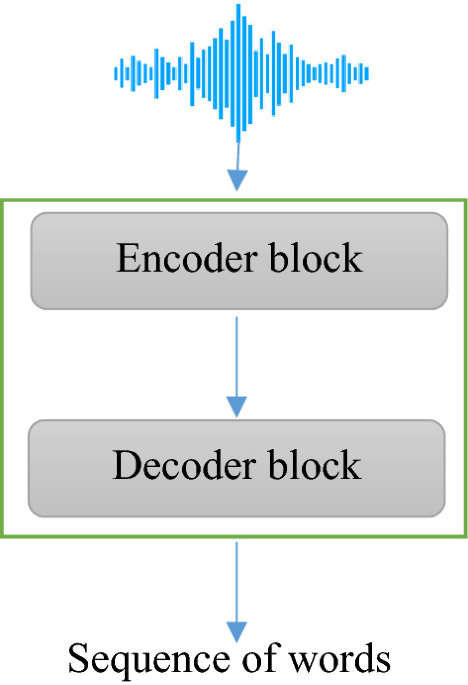 Encoder block
Decoder block
Sequence of words